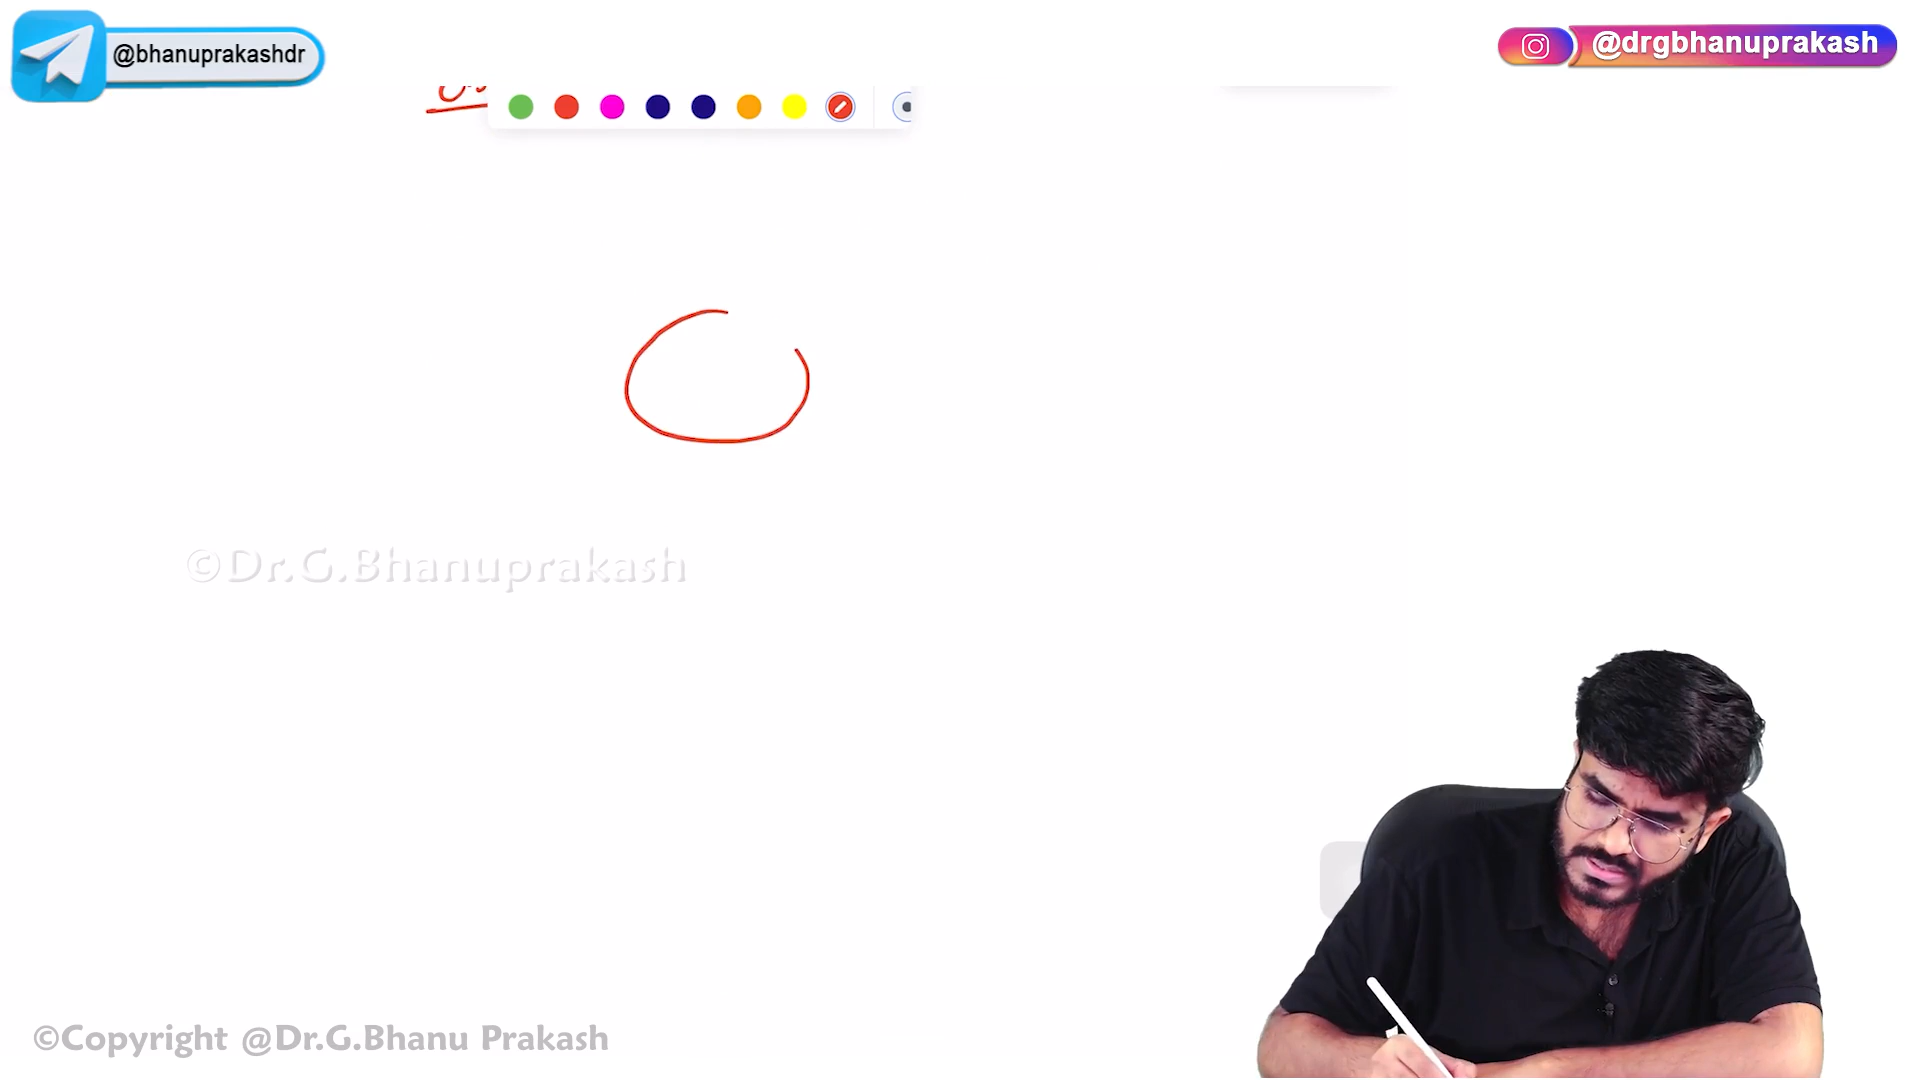 @bhanuprakashdr
@drgbhanuprakash
©Dr.G.Bhanuprakash
©Copyright @Dr.G.Bhanu Prakash